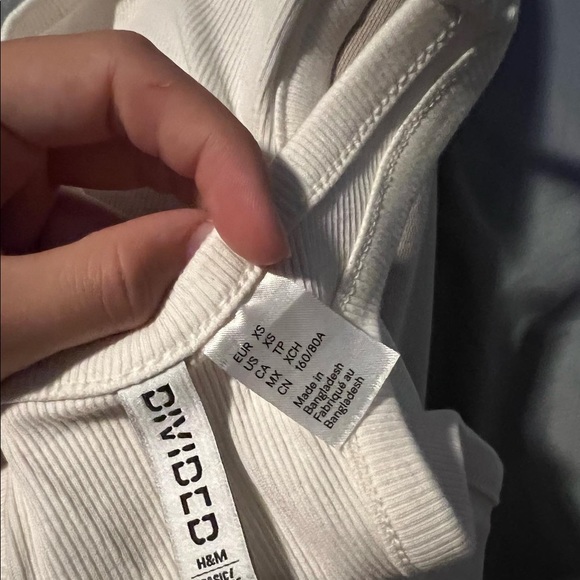 EUR XS
US XS
CA TP
MX XCH
CN 160/80A
Made in
Bangladesh
Fabriqué au
Bangladesh
DIVIDED
H&M